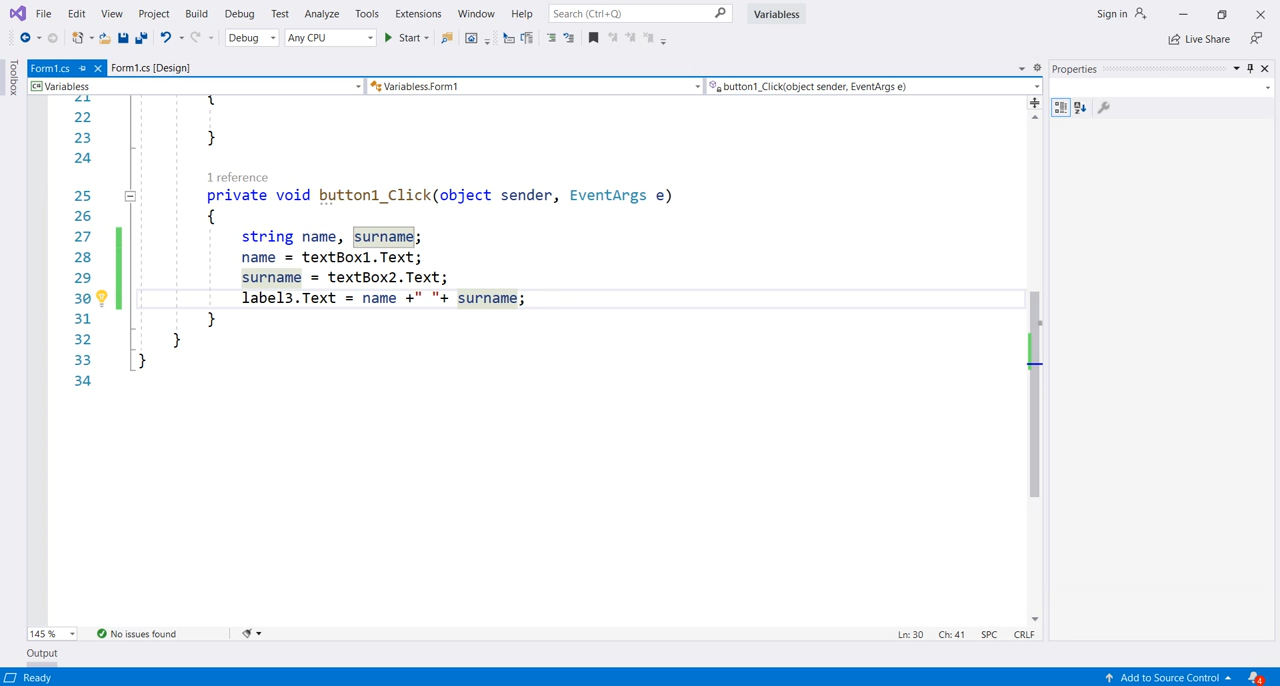 File Edit View Project Build Debug Test Analyze Tools Extensions Window Help Search (Ctrl+Q) Variabless Sign in
Debug Any CPU Start Live Share
Toolbox
Form1.cs Form1.cs [Design] Properties
C# Variabless Variabless.Form1 button1_Click(object sender, EventArgs e)
21 {
22
23 }
24
1 reference
25 private void button1_Click(object sender, EventArgs e)
26 {
27 string name, surname;
28 name = textBox1.Text;
29 surname = textBox2.Text;
30 label3.Text = name +" "+ surname;
31 }
32 }
33 }
34
145 % No issues found Ln: 30 Ch: 41 SPC CRLF
Output
Ready Add to Source Control 4